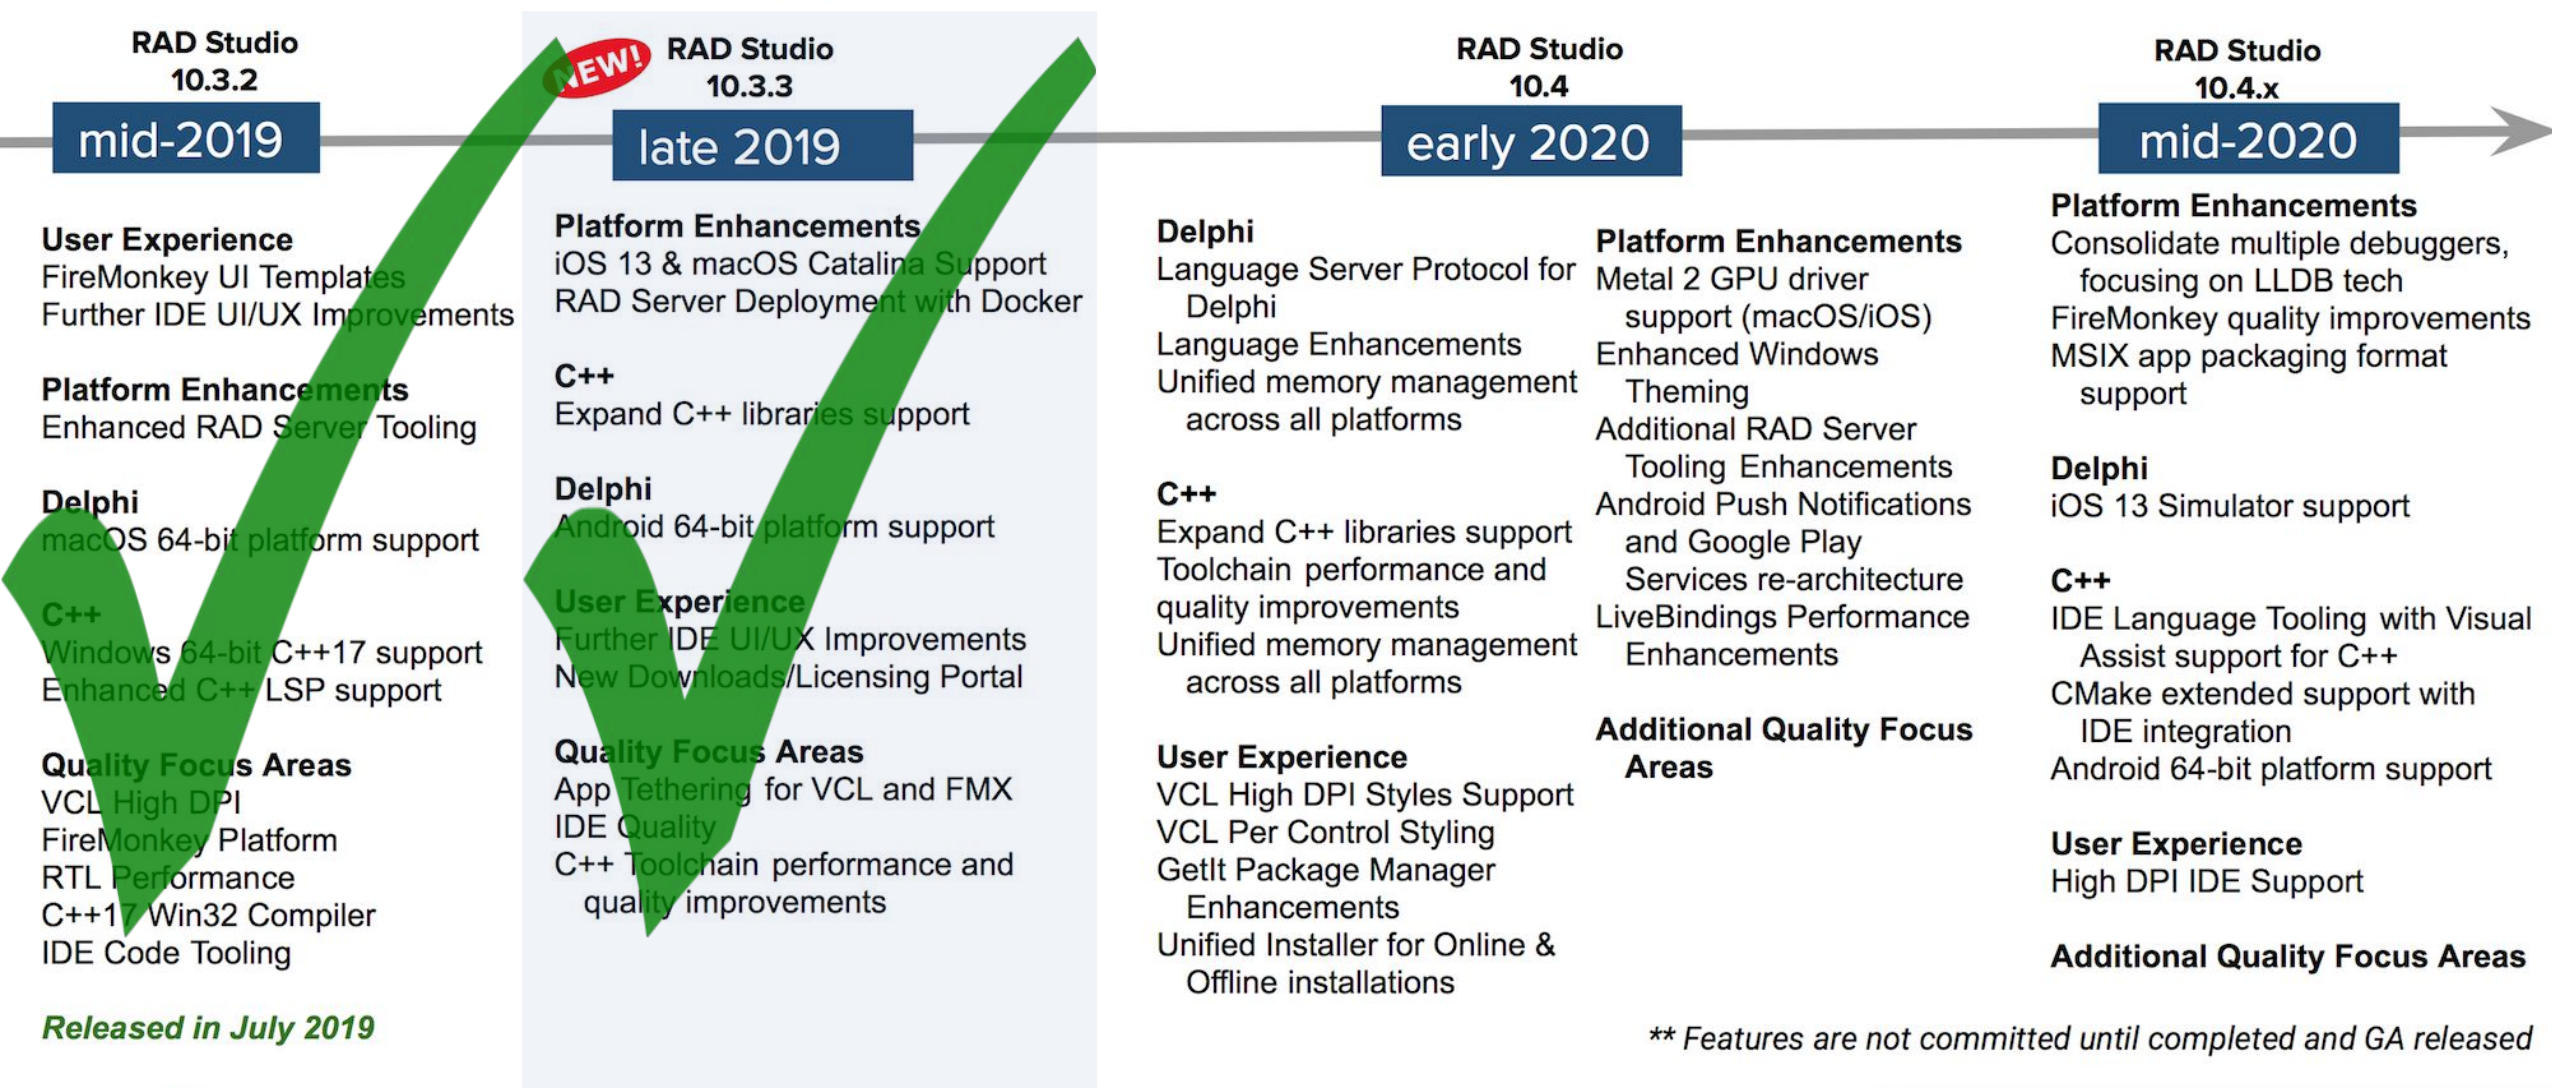 RAD Studio
10.3.2
mid-2019
User Experience
FireMonkey UI Templates
Further IDE UI/UX Improvements
Platform Enhancements
Enhanced RAD Server Tooling
Delphi
macOS 64-bit platform support
C++
Windows 64-bit C++17 support
Enhanced C++ LSP support
Quality Focus Areas
VCL High DPI
FireMonkey Platform
RTL Performance
C++17 Win32 Compiler
IDE Code Tooling
Released in July 2019
NEW!
RAD Studio
10.3.3
late 2019
Platform Enhancements
iOS 13 & macOS Catalina Support
RAD Server Deployment with Docker
C++
Expand C++ libraries support
Delphi
Android 64-bit platform support
User Experience
Further IDE UI/UX Improvements
New Downloads/Licensing Portal
Quality Focus Areas
App Tethering for VCL and FMX
IDE Quality
C++ Toolchain performance and
quality improvements
RAD Studio
10.4
early 2020
Delphi
Language Server Protocol for
Delphi
Language Enhancements
Unified memory management
across all platforms
C++
Expand C++ libraries support
Toolchain performance and
quality improvements
Unified memory management
across all platforms
User Experience
VCL High DPI Styles Support
VCL Per Control Styling
GetIt Package Manager
Enhancements
Unified Installer for Online &
Offline installations
Platform Enhancements
Metal 2 GPU driver
support (macOS/iOS)
Enhanced Windows
Theming
Additional RAD Server
Tooling Enhancements
Android Push Notifications
and Google Play
Services re-architecture
LiveBindings Performance
Enhancements
Additional Quality Focus
Areas
RAD Studio
10.4.x
mid-2020
Platform Enhancements
Consolidate multiple debuggers,
focusing on LLDB tech
FireMonkey quality improvements
MSIX app packaging format
support
Delphi
iOS 13 Simulator support
C++
IDE Language Tooling with Visual
Assist support for C++
CMake extended support with
IDE integration
Android 64-bit platform support
User Experience
High DPI IDE Support
Additional Quality Focus Areas
** Features are not committed until completed and GA released